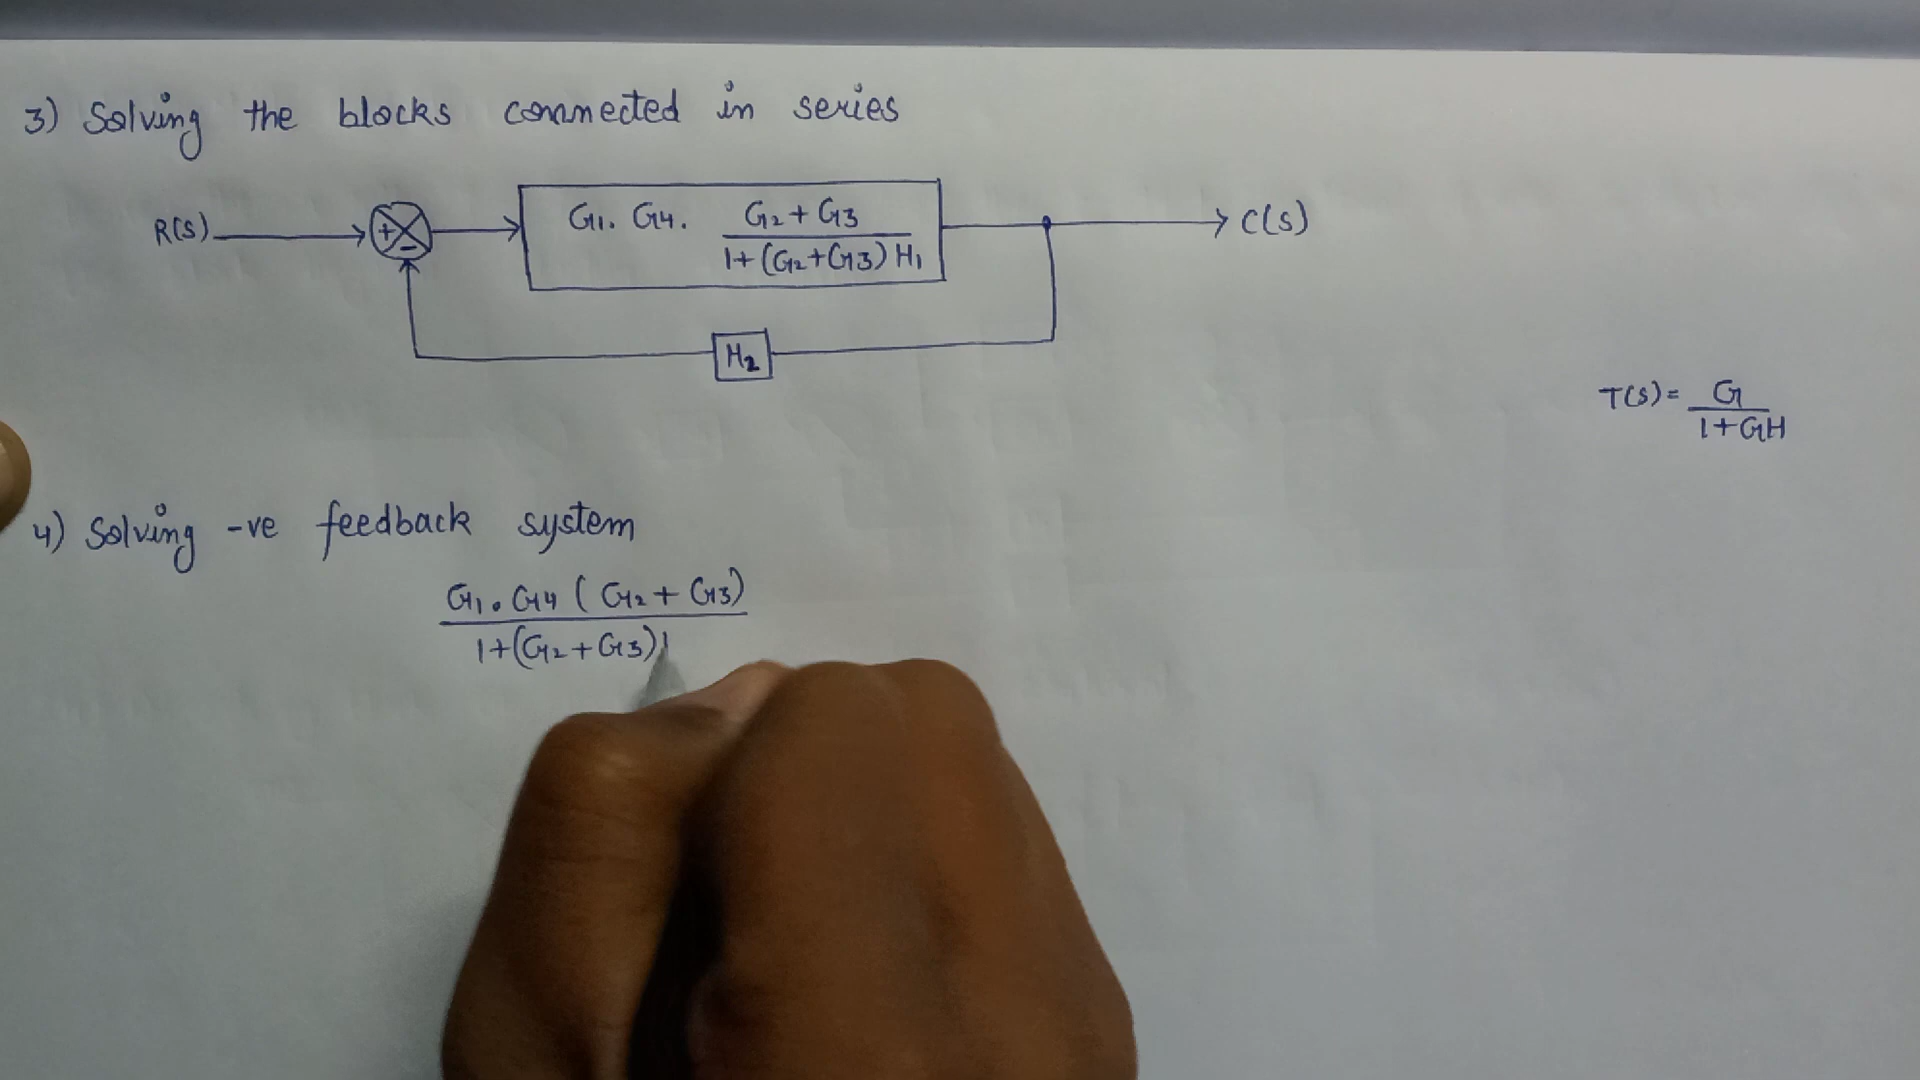 3) Solving the blocks connected in series
R(S) + - G1. G4. G2 + G3 / 1+(G2+G3) H1 C(S)
H2
T(S) = G / 1+GH
4) Solving -ve feedback system
G1. G4 ( G2 + G3)
1+(G2+G3)